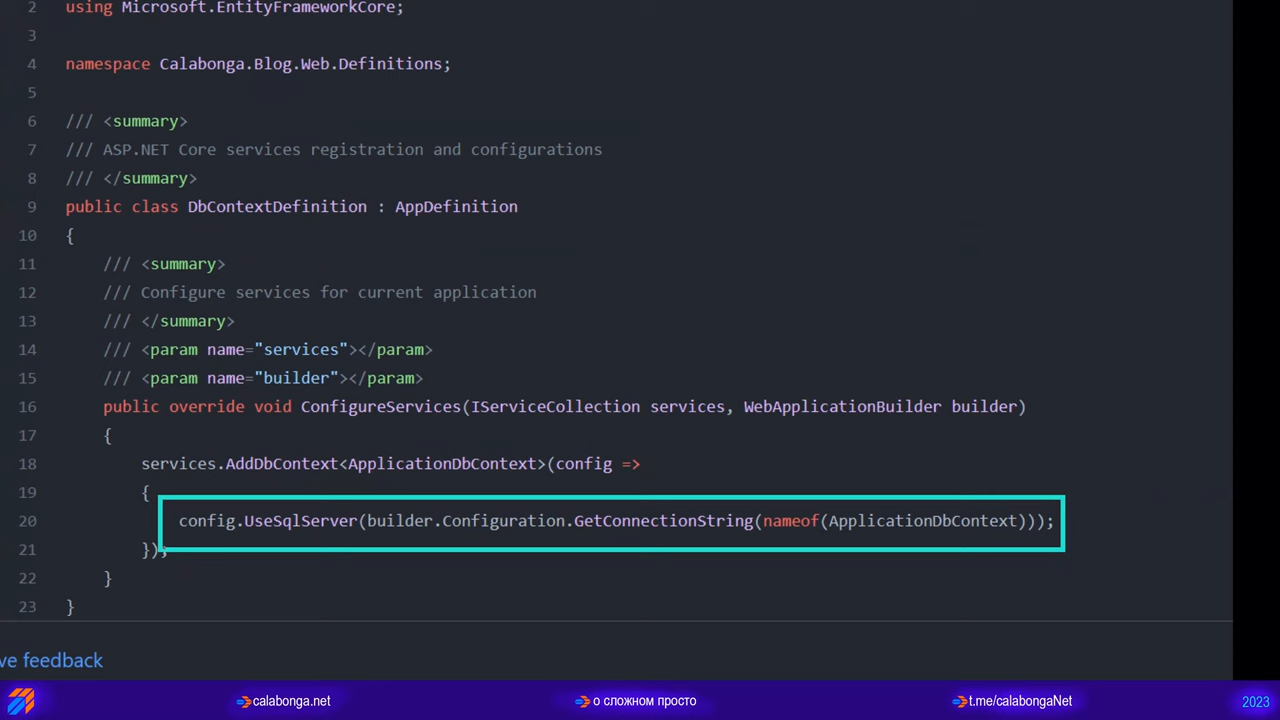 2 using Microsoft.EntityFrameworkCore;
3
4 namespace Calabonga.Blog.Web.Definitions;
5
6 /// <summary>
7 /// ASP.NET Core services registration and configurations
8 /// </summary>
9 public class DbContextDefinition : AppDefinition
10 {
11 /// <summary>
12 /// Configure services for current application
13 /// </summary>
14 /// <param name="services"></param>
15 /// <param name="builder"></param>
16 public override void ConfigureServices(IServiceCollection services, WebApplicationBuilder builder)
17 {
18 services.AddDbContext<ApplicationDbContext>(config =>
19 {
20 config.UseSqlServer(builder.Configuration.GetConnectionString(nameof(ApplicationDbContext)));
21 });
22 }
23 }
ve feedback
calabonga.net о сложном просто t.me/calabongaNet 2023